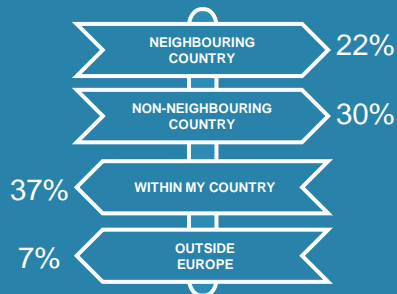 NEIGHBOURING
COUNTRY
22%
NON-NEIGHBOURING
COUNTRY
30%
37%
WITHIN MY COUNTRY
7%
OUTSIDE
EUROPE